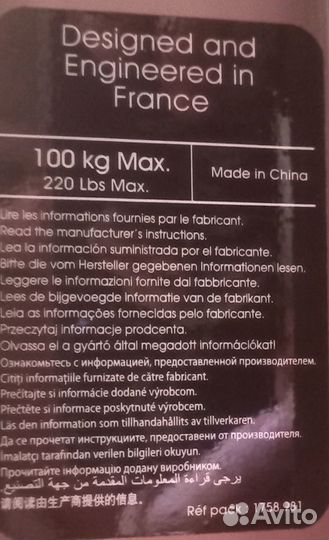 Designed and
Engineered in
France
100 kg Max.
220 Lbs Max.
Made in China
Lire les informations fournies par le fabricant.
Read the manufacturer's instructions.
Lea la información suministrada por el fabricante.
Bitte die vom Hersteller gegebenen Informationen lesen.
Leggere le informazioni fornite dal fabbricante.
Lees de bijgevoegde informatie van de fabrikant.
Leia as informações fornecidas pelo fabricante.
Przeczytaj informacje prodcenta.
Olvassa el a gyártó által megadott információkat!
Ознакомьтесь с информацией, предоставленной производителем.
Citiți informațiile furnizate de către fabricant.
Prečítajte si informácie dodané výrobcom.
Přečtěte si informace poskytnuté výrobcem.
Läs den information som tillhandahållits av tillverkaren.
Да се прочетат инструкциите, предоставени от производителя.
İmalatçı tarafından verilen bilgileri okuyun.
Прочитайте інформацію додану виробником.
يرجى قراءة المعلومات المقدمة من جهة التصنيع.
请阅读由生产商提供的信息。
Réf pack : 1758 981
Avito